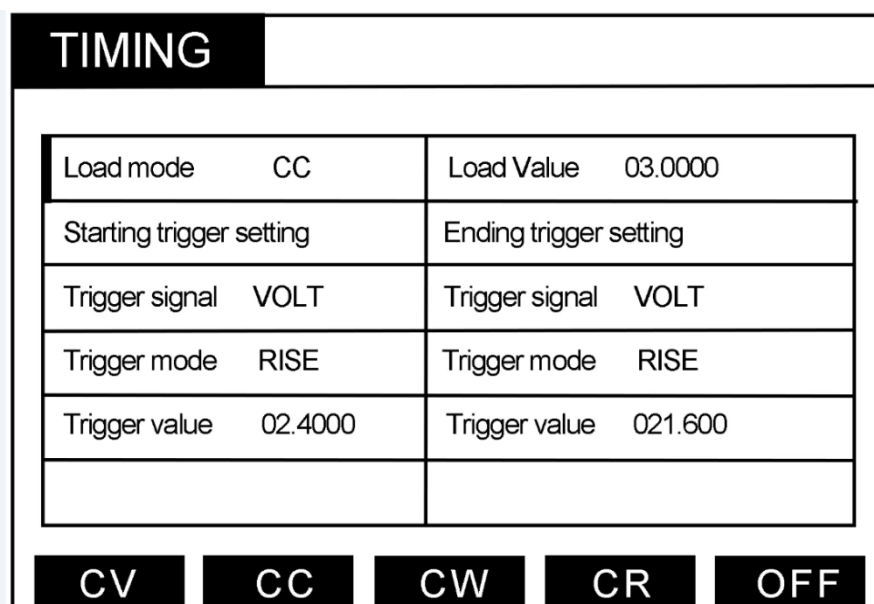 TIMING
Load mode CC Load Value 03.0000
Starting trigger setting Ending trigger setting
Trigger signal VOLT Trigger signal VOLT
Trigger mode RISE Trigger mode RISE
Trigger value 02.4000 Trigger value 021.600
CV CC CW CR OFF